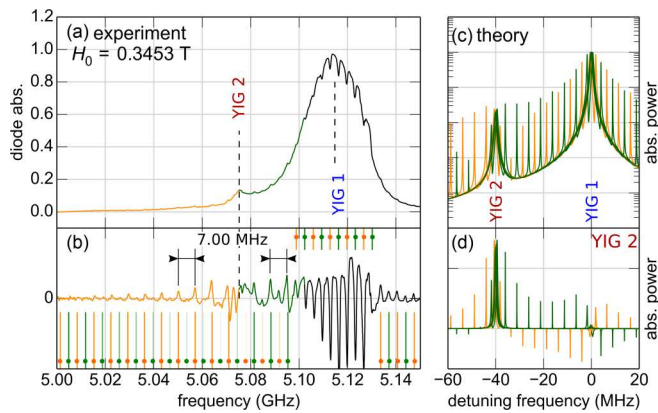 (a) experiment
H₀ = 0.3453 T
diode abs.
1.2
1.0
0.8
0.6
0.4
0.2
0.0
YIG 2
YIG 1
(b)
7.00 MHz
0
5.00 5.02 5.04 5.06 5.08 5.10 5.12 5.14
frequency (GHz)
(c) theory
abs. power
YIG 2
YIG 1
(d)
YIG 2
abs. power
−60 −40 −20 0 20
detuning frequency (MHz)